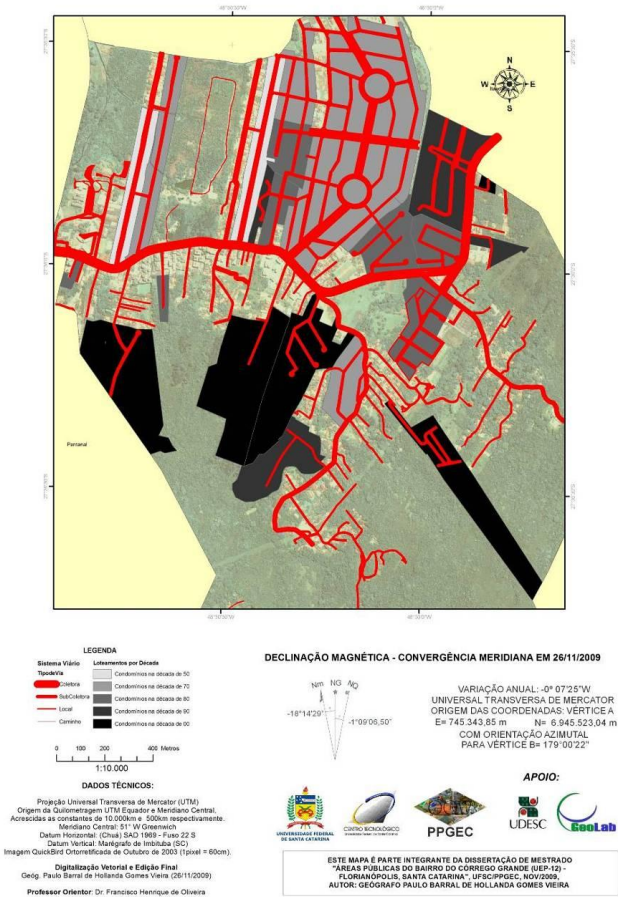 N
W
E
S
Pantanal
LEGENDA
Sistema Viário
TipodeVia
Coletora
SubColetora
Local
Caminho
Loteamentos por Década
Condomínios na década de 50
Condomínios na década de 70
Condomínios na década de 80
Condomínios na década de 90
Condomínios na década de 00
0 100 200 400 Metros
1:10.000
DADOS TÉCNICOS:
Projeção Universal Transversa de Mercator (UTM)
Origem da Quilometragem UTM Equador e Meridiano Central,
Acrescidas as constantes de 10.000km e 500km respectivamente.
Meridiano Central: 51° W Greenwich
Datum Horizontal: (Chuá) SAD 1969 - Fuso 22 S
Datum Vertical: Marégrafo de Imbituba (SC)
Imagem QuickBird Ortorretificada de Outubro de 2003 (1pixel = 60cm).
Digitalização Vetorial e Edição Final
Geóg. Paulo Barral de Hollanda Gomes Vieira (26/11/2009)
Professor Orientor: Dr. Francisco Henrique de Oliveira
DECLINAÇÃO MAGNÉTICA - CONVERGÊNCIA MERIDIANA EM 26/11/2009
Nm NG NQ
-18°14'29"
-1°09'06,50"
VARIAÇÃO ANUAL: -0° 07'25"W
UNIVERSAL TRANSVERSA DE MERCATOR
ORIGEM DAS COORDENADAS: VÉRTICE A
E= 745.343,85 m N= 6.945.523,04 m
COM ORIENTAÇÃO AZIMUTAL
PARA VÉRTICE B= 179°00'22"
APOIO:
UNIVERSIDADE FEDERAL
DE SANTA CATARINA
CENTRO TECNOLÓGICO
PPGEC
UDESC
GeoLab
ESTE MAPA É PARTE INTEGRANTE DA DISSERTAÇÃO DE MESTRADO
"ÁREAS PÚBLICAS DO BAIRRO DO CÓRREGO GRANDE (UEP-12) -
FLORIANÓPOLIS, SANTA CATARINA", UFSC/PPGEC, NOV/2009,
AUTOR: GEÓGRAFO PAULO BARRAL DE HOLLANDA GOMES VIEIRA